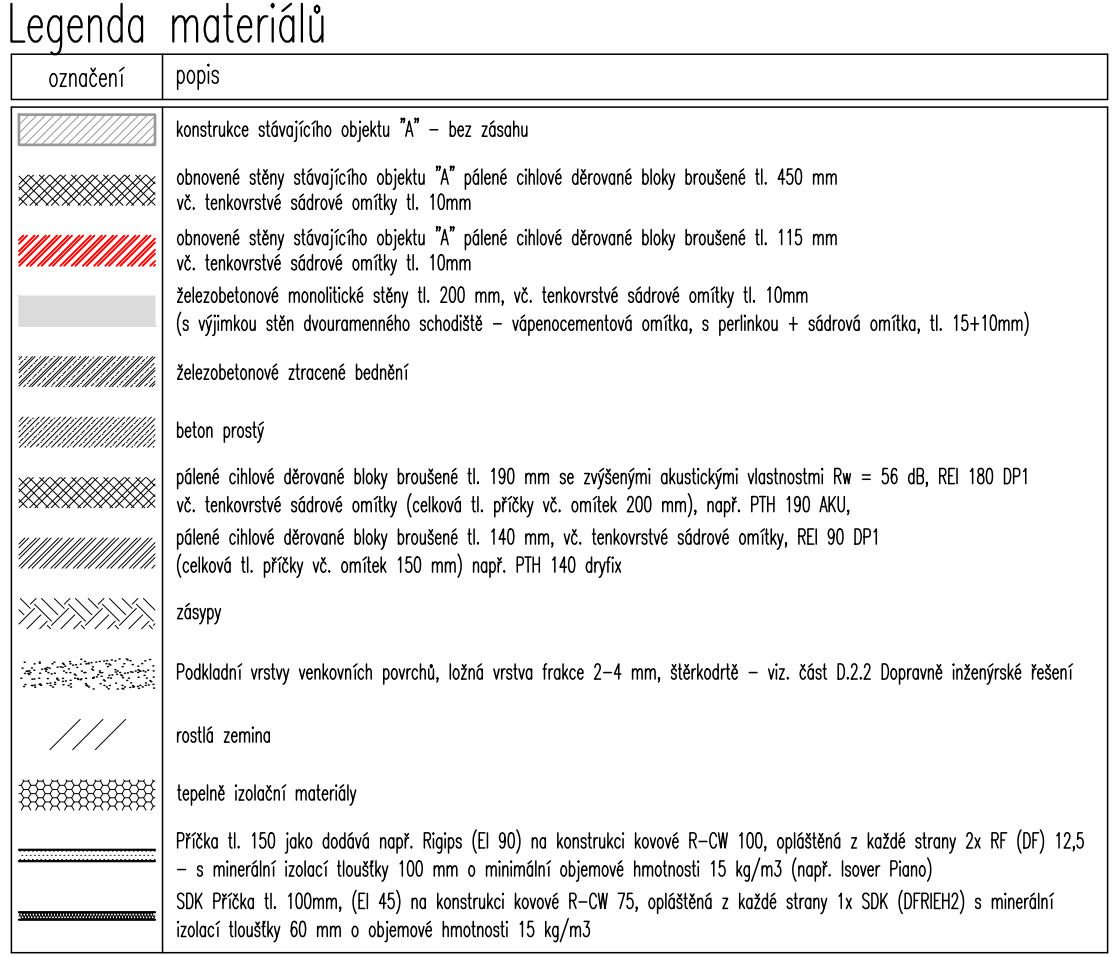 Legenda materiálů
označení
popis
konstrukce stávajícího objektu "A" – bez zásahu
obnovené stěny stávajícího objektu "A" pálené cihlové děrované bloky broušené tl. 450 mm
vč. tenkovrstvé sádrové omítky tl. 10mm
obnovené stěny stávajícího objektu "A" pálené cihlové děrované bloky broušené tl. 115 mm
vč. tenkovrstvé sádrové omítky tl. 10mm
železobetonové monolitické stěny tl. 200 mm, vč. tenkovrstvé sádrové omítky tl. 10mm
(s výjimkou stěn dvouramenného schodiště – vápenocementová omítka, s perlinkou + sádrová omítka, tl. 15+10mm)
železobetonové ztracené bednění
beton prostý
pálené cihlové děrované bloky broušené tl. 190 mm se zvýšenými akustickými vlastnostmi Rw = 56 dB, REI 180 DP1
vč. tenkovrstvé sádrové omítky (celková tl. příčky vč. omítek 200 mm), např. PTH 190 AKU,
pálené cihlové děrované bloky broušené tl. 140 mm, vč. tenkovrstvé sádrové omítky, REI 90 DP1
(celková tl. příčky vč. omítek 150 mm) např. PTH 140 dryfix
zásypy
Podkladní vrstvy venkovních povrchů, ložná vrstva frakce 2–4 mm, štěrkodrtě – viz. část D.2.2 Dopravně inženýrské řešení
rostlá zemina
tepelně izolační materiály
Příčka tl. 150 jako dodává např. Rigips (EI 90) na konstrukci kovové R–CW 100, opláštěná z každé strany 2x RF (DF) 12,5
– s minerální izolací tloušťky 100 mm o minimální objemové hmotnosti 15 kg/m3 (např. Isover Piano)
SDK Příčka tl. 100mm, (EI 45) na konstrukci kovové R–CW 75, opláštěná z každé strany 1x SDK (DFRIEH2) s minerální
izolací tloušťky 60 mm o objemové hmotnosti 15 kg/m3